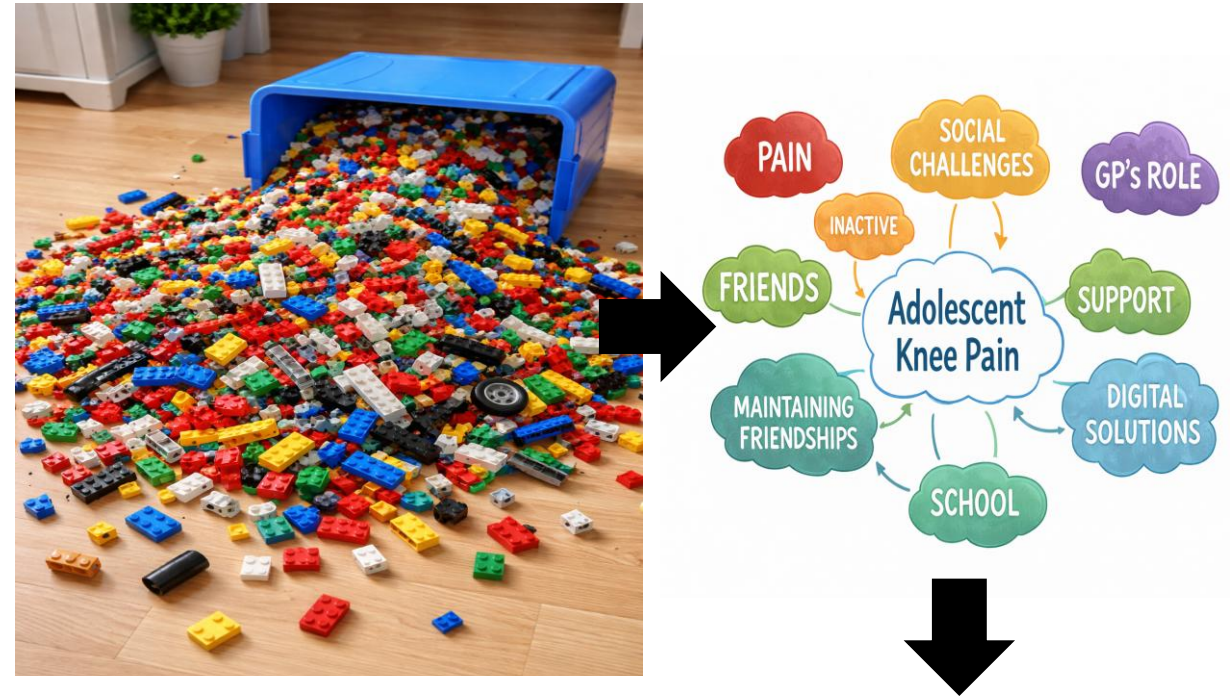 PAIN
SOCIAL
CHALLENGES
GP's ROLE
INACTIVE
FRIENDS
Adolescent
Knee Pain
SUPPORT
MAINTAINING
FRIENDSHIPS
DIGITAL
SOLUTIONS
SCHOOL